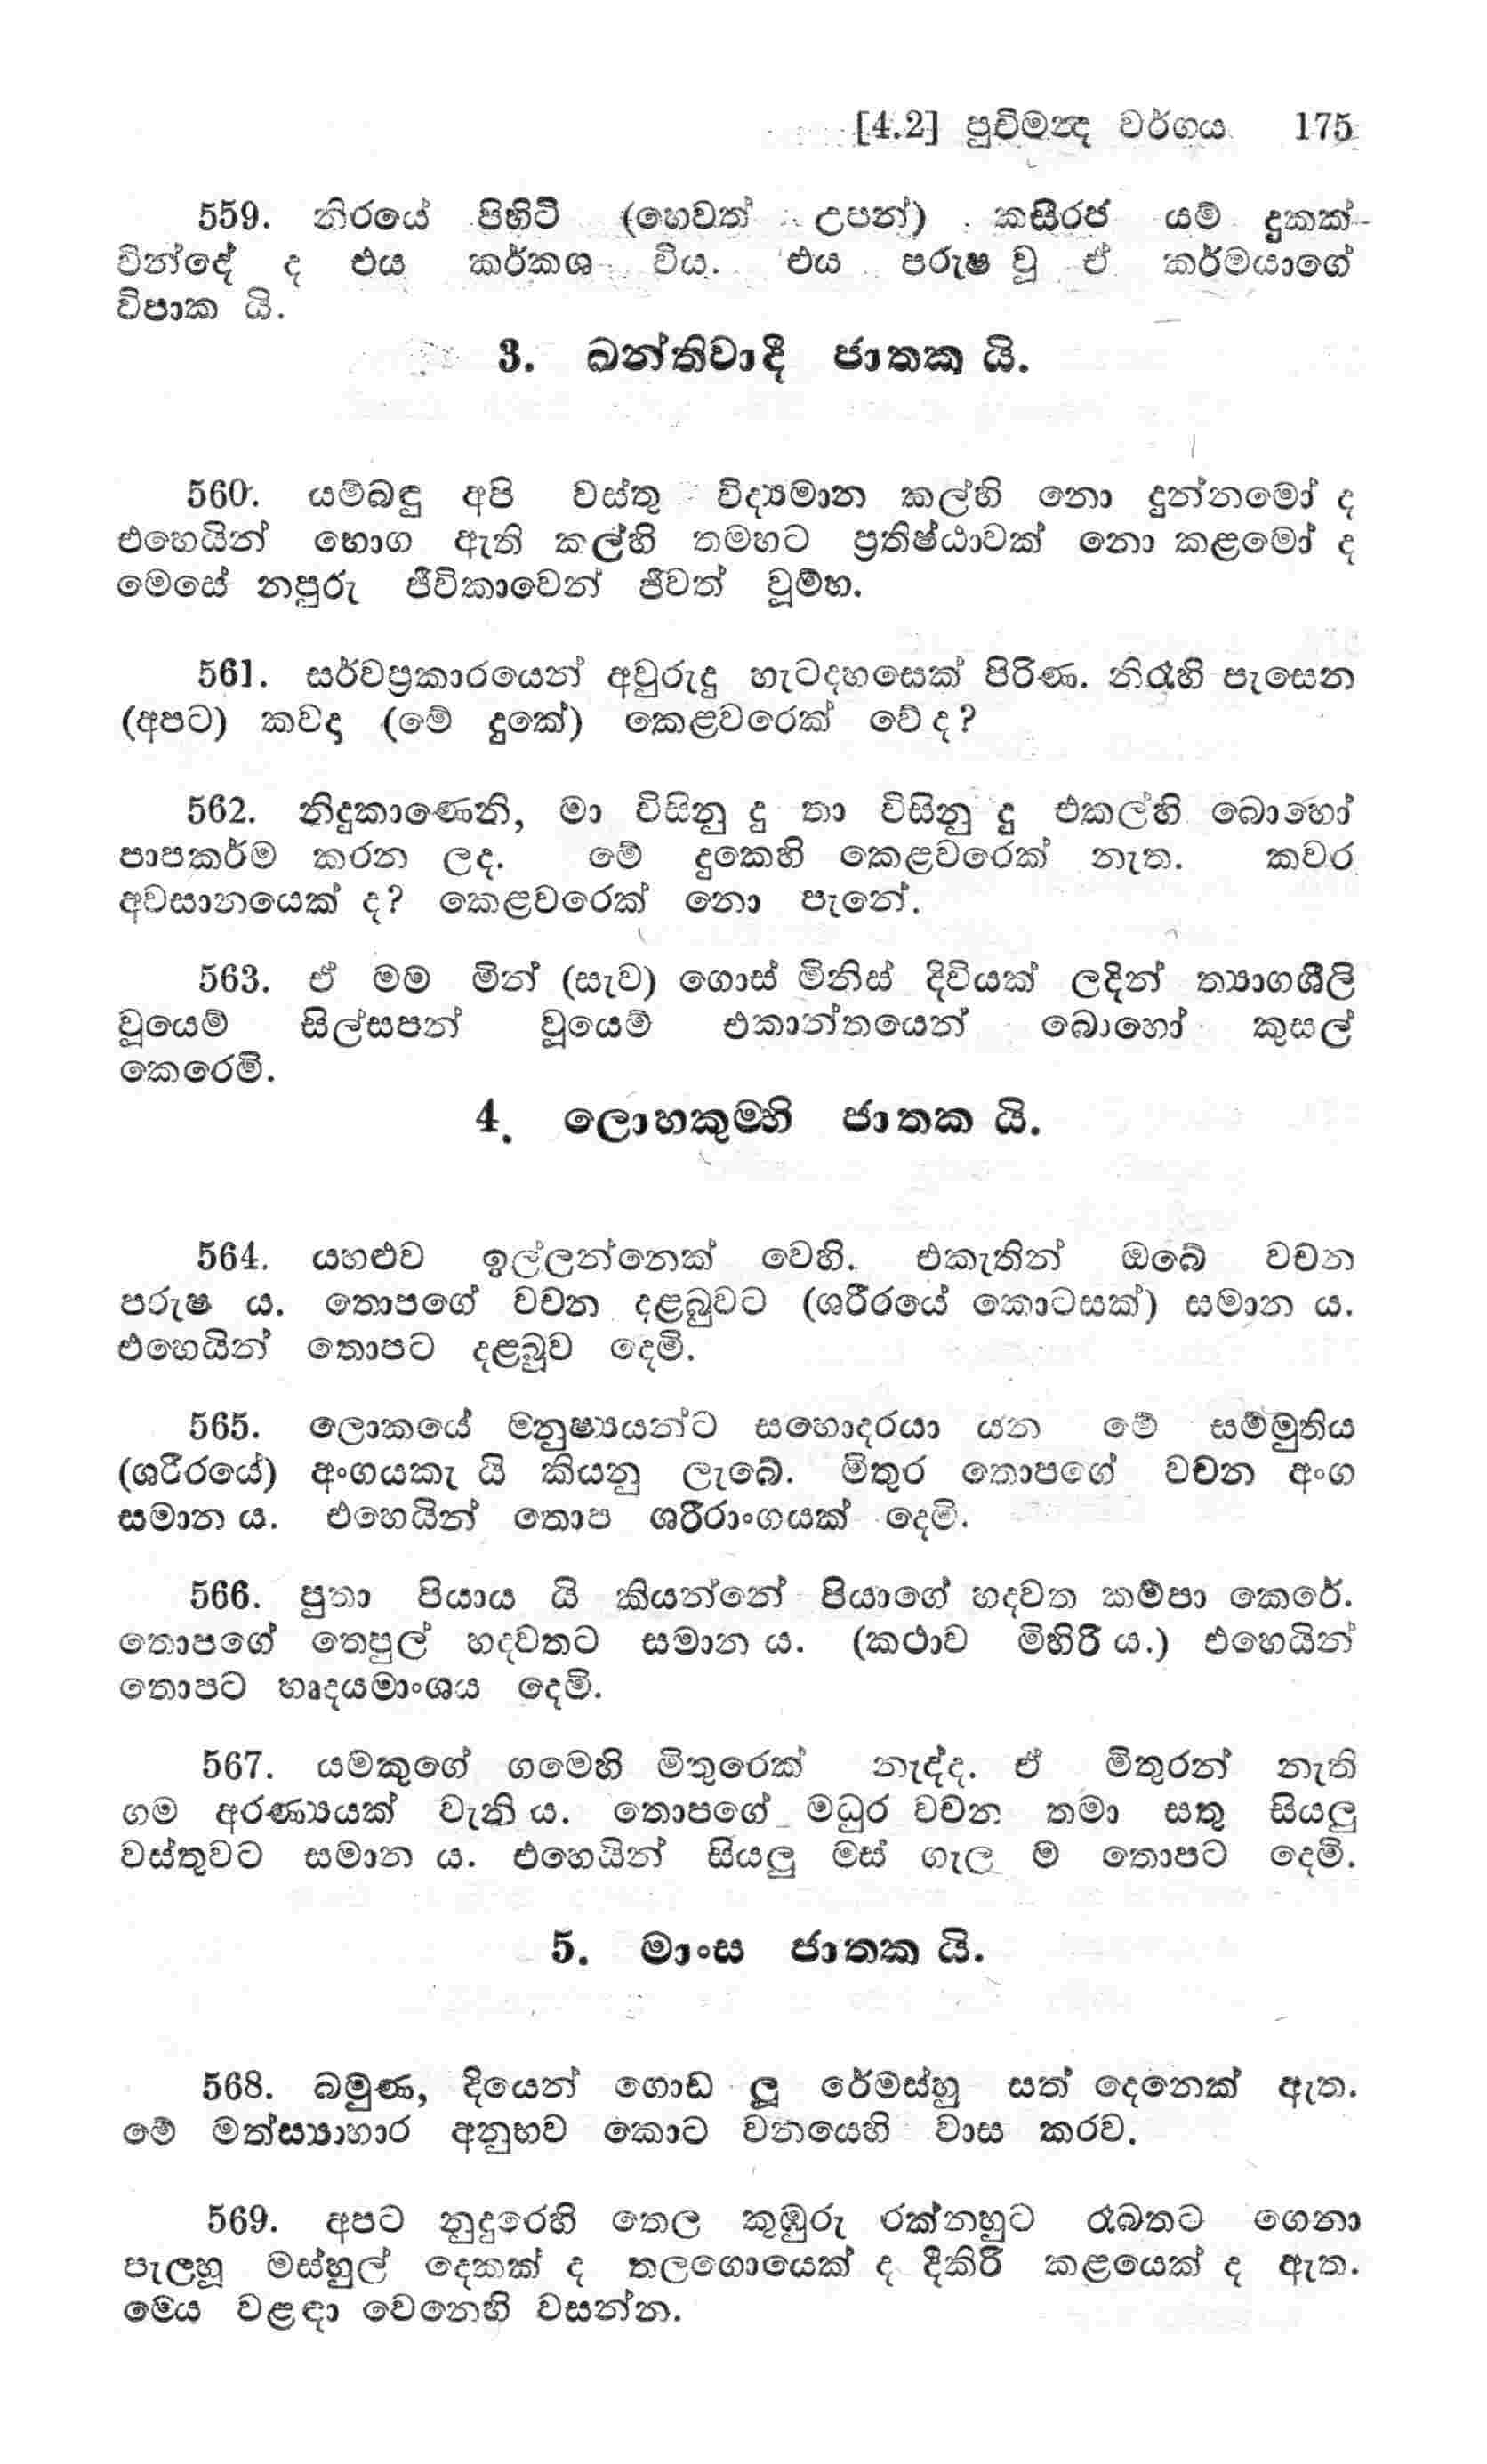 [4.2] පුචිමන්‍ද වර්ගය 175
559. නිරයේ පිහිටි (හෙවත් උපන්) කසීරජ යම් දුකක්
වින්දේ ද එය කර්කශ විය. එය පරුෂ වූ ඒ කර්මයාගේ
විපාක යි.
3. ඛන්තිවාදී ජාතක යි.
560. යම්බඳු අපි වස්තු විද්‍යමාන කල්හි නො දුන්නමෝ ද
එහෙයින් භොග ඇති කල්හි තමහට ප්‍රතිෂ්ඨාවක් නො කළමෝ ද
මෙසේ නපුරු ජීවිකාවෙන් ජීවත් වූම්හ.
561. සර්වප්‍රකාරයෙන් අවුරුදු හැටදහසෙක් පිරිණ. නිරෑහි පැසෙන
(අපට) කවදා (මේ දුකේ) කෙළවරෙක් වේ ද?
562. නිදුකාණෙනි, මා විසිනු දු තා විසිනු දු එකල්හි බොහෝ
පාපකර්ම කරන ලද. මේ දුකෙහි කෙළවරෙක් නැත. කවර
අවසානයෙක් ද? කෙළවරෙක් නො පැනේ.
563. ඒ මම මින් (සැව) ගොස් මිනිස් දිවියක් ලදින් ත්‍යාගශීලි
වූයෙම් සිල්සපන් වූයෙම් එකාන්තයෙන් බොහෝ කුසල්
කෙරෙමි.
4. ලොහකුම්භි ජාතක යි.
564. යහළුව ඉල්ලන්නෙක් වෙහි. එකැතින් ඔබේ වචන
පරුෂ ය. තොපගේ වචන දළබුවට (ශරීරයේ කොටසක්) සමාන ය.
එහෙයින් තොපට දළබුව දෙමි.
565. ලොකයේ මනුෂ්‍යයන්ට සහොදරයා යන මේ සම්මුතිය
(ශරීරයේ) අංගයකැ යි කියනු ලැබේ. මිතුර තොපගේ වචන අංග
සමාන ය. එහෙයින් තොප ශරීරාංගයක් දෙමි.
566. පුතා පියාය යි කියන්නේ පියාගේ හදවත කම්පා කෙරේ.
තොපගේ තෙපුල් හදවතට සමාන ය. (කථාව මිහිරි ය.) එහෙයින්
තොපට හෘදයමාංශය දෙමි.
567. යමකුගේ ගමෙහි මිතුරෙක් නැද්ද. ඒ මිතුරන් නැති
ගම අරණ්‍යයක් වැනි ය. තොපගේ මධුර වචන තමා සතු සියලු
වස්තුවට සමාන ය. එහෙයින් සියලු මස් ගැල ම තොපට දෙමි.
5. මාංස ජාතක යි.
568. බමුණ, දියෙන් ගොඩ ලූ රේමස්හු සත් දෙනෙක් ඇත.
මේ මත්ස්‍යාහාර අනුභව කොට වනයෙහි වාස කරව.
569. අපට නුදුරෙහි තෙල කුඹුරු රක්නහුට රෑබතට ගෙනා
පැලහූ මස්හුල් දෙකක් ද තලගොයෙක් ද දීකිරි කළයෙක් ද ඇත.
මෙය වළඳා වෙනෙහි වසන්න.